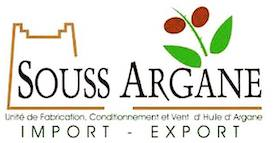 SOUSS ARGANE
Unité de Fabrication, Conditionnement et Vent d'Huile d'Argane
IMPORT - EXPORT